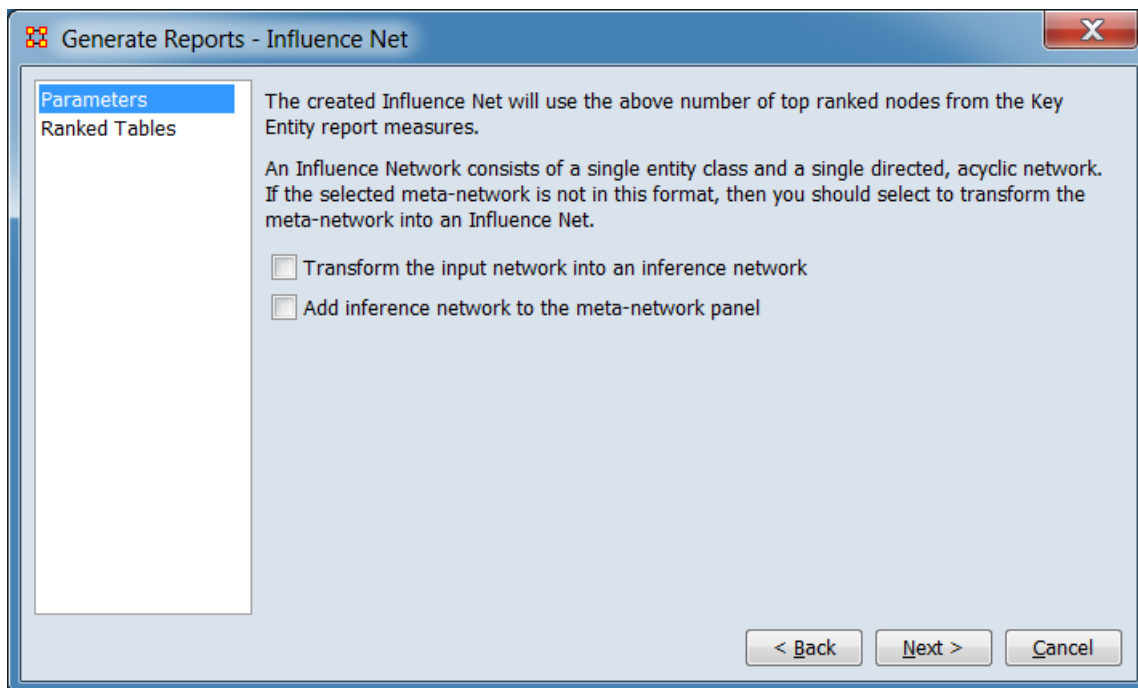 Generate Reports - Influence Net
X
Parameters
Ranked Tables
The created Influence Net will use the above number of top ranked nodes from the Key
Entity report measures.
An Influence Network consists of a single entity class and a single directed, acyclic network.
If the selected meta-network is not in this format, then you should select to transform the
meta-network into an Influence Net.
Transform the input network into an inference network
Add inference network to the meta-network panel
< Back
Next >
Cancel